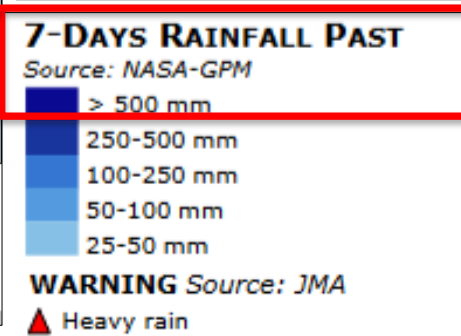 7-DAYS RAINFALL PAST
Source: NASA-GPM
> 500 mm
250-500 mm
100-250 mm
50-100 mm
25-50 mm
WARNING Source: JMA
Heavy rain